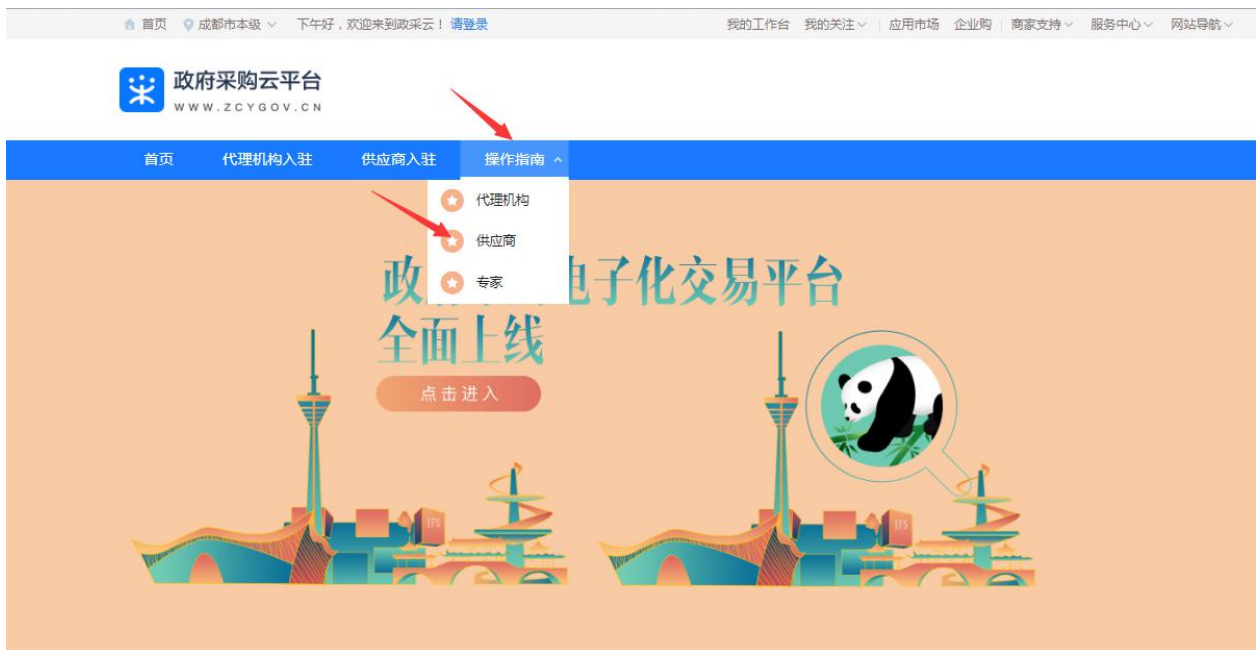 首页 成都市本级 下午好，欢迎来到政采云！请登录 我的工作台 我的关注 应用市场 企业购 商家支持 服务中心 网站导航
政府采购云平台
WWW.ZCYGOV.CN
首页 代理机构入驻 供应商入驻 操作指南
代理机构
供应商
专家
政 电子化交易平台
全面上线
点击进入
IFS IFS